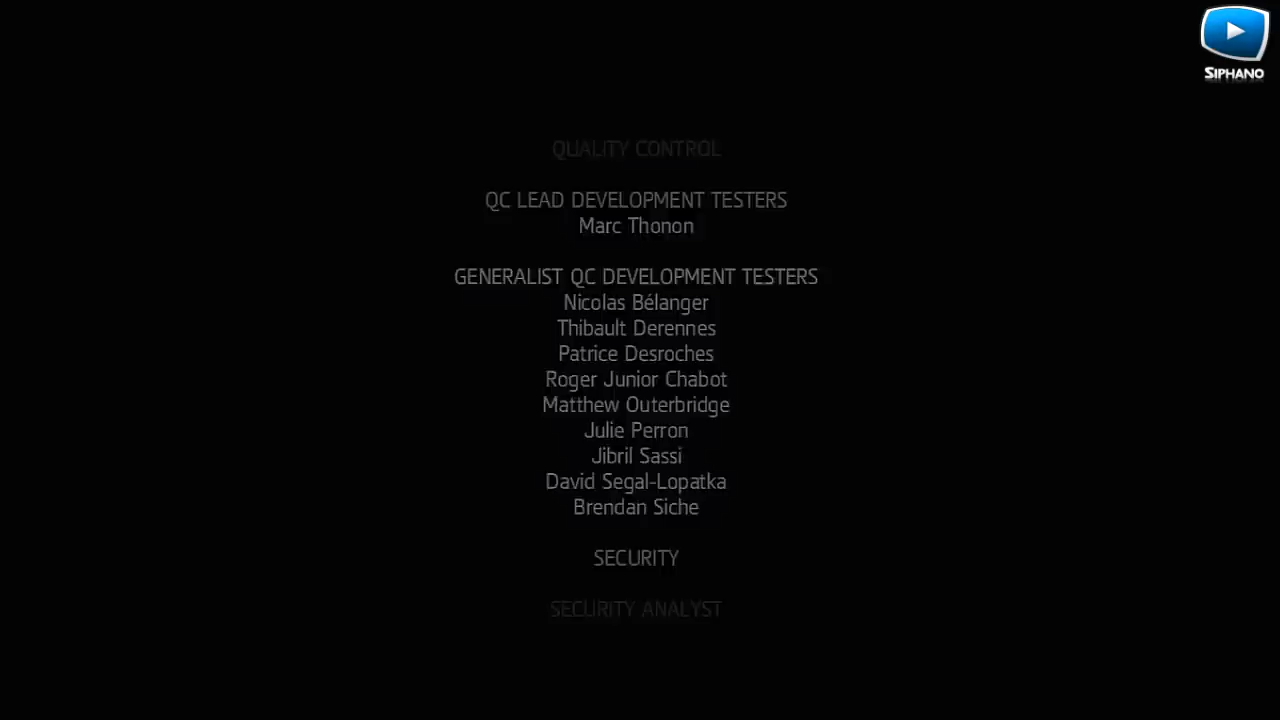 SIPHANO
QUALITY CONTROL
QC LEAD DEVELOPMENT TESTERS
Marc Thonon
GENERALIST QC DEVELOPMENT TESTERS
Nicolas Bélanger
Thibault Derennes
Patrice Desroches
Roger Junior Chabot
Matthew Outerbridge
Julie Perron
Jibril Sassi
David Segal-Lopatka
Brendan Siche
SECURITY
SECURITY ANALYST